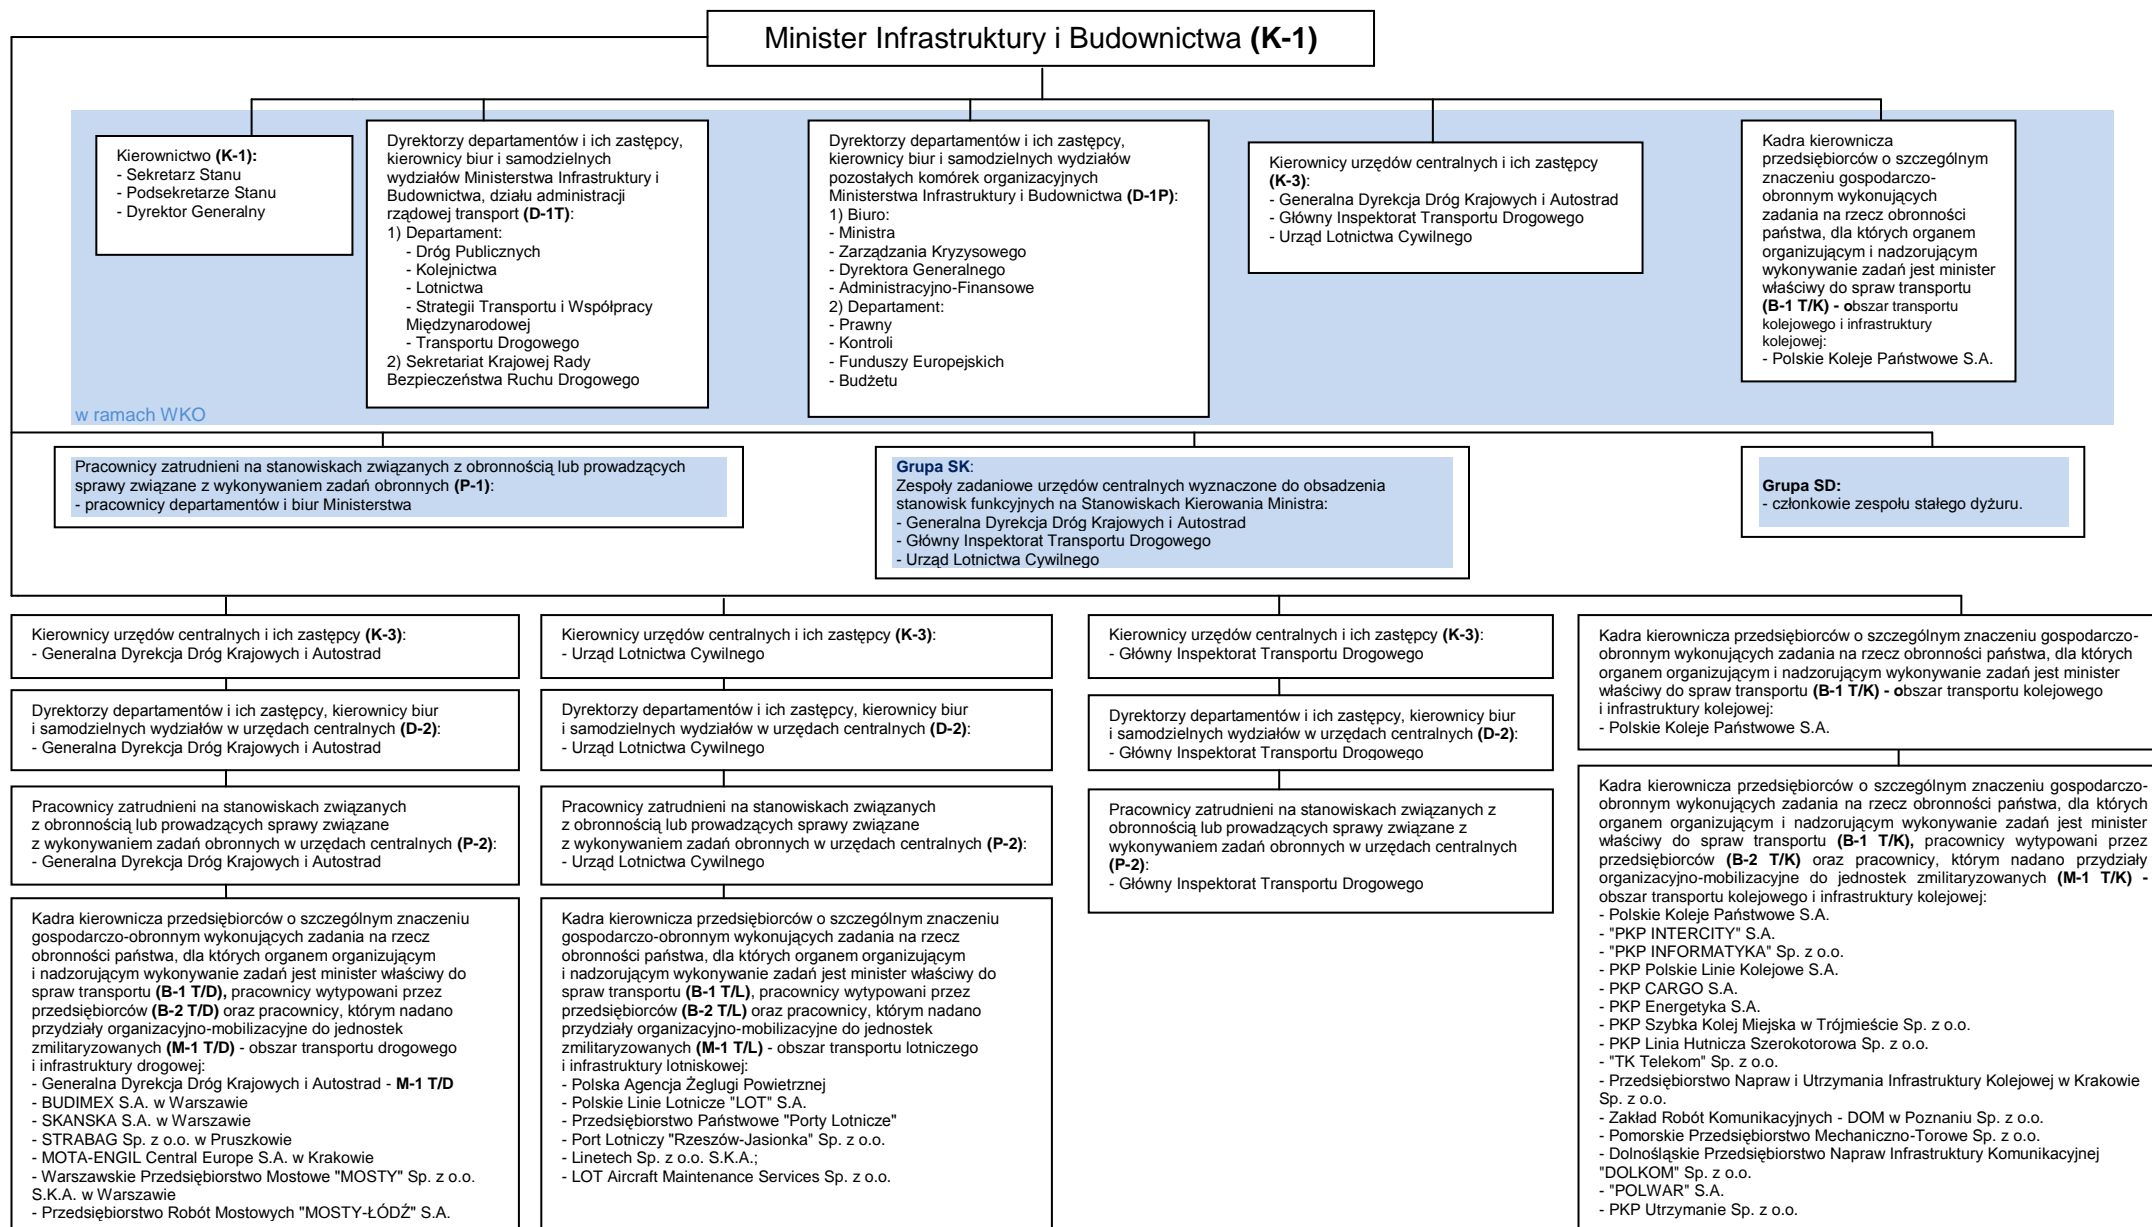 Minister Infrastruktury i Budownictwa (K-1)
Kierownictwo (K-1):
- Sekretarz Stanu
- Podsekretarze Stanu
- Dyrektor Generalny
Dyrektorzy departamentów i ich zastępcy,
kierownicy biur i samodzielnych
wydziałów Ministerstwa Infrastruktury i
Budownictwa, działu administracji
rządowej transport (D-1T):
1) Departament:
- Dróg Publicznych
- Kolejnictwa
- Lotnictwa
- Strategii Transportu i Współpracy
Międzynarodowej
- Transportu Drogowego
2) Sekretariat Krajowej Rady
Bezpieczeństwa Ruchu Drogowego
Dyrektorzy departamentów i ich zastępcy,
kierownicy biur i samodzielnych wydziałów
pozostałych komórek organizacyjnych
Ministerstwa Infrastruktury i Budownictwa (D-1P):
1) Biuro:
- Ministra
- Zarządzania Kryzysowego
- Dyrektora Generalnego
- Administracyjno-Finansowe
2) Departament:
- Prawny
- Kontroli
- Funduszy Europejskich
- Budżetu
Kierownicy urzędów centralnych i ich zastępcy
(K-3):
- Generalna Dyrekcja Dróg Krajowych i Autostrad
- Główny Inspektorat Transportu Drogowego
- Urząd Lotnictwa Cywilnego
Kadra kierownicza
przedsiębiorców o szczególnym
znaczeniu gospodarczo-
obronnym wykonujących
zadania na rzecz obronności
państwa, dla których organem
organizującym i nadzorującym
wykonywanie zadań jest minister
właściwy do spraw transportu
(B-1 T/K) - obszar transportu
kolejowego i infrastruktury
kolejowej:
- Polskie Koleje Państwowe S.A.
w ramach WKO
Pracownicy zatrudnieni na stanowiskach związanych z obronnością lub prowadzących
sprawy związane z wykonywaniem zadań obronnych (P-1):
- pracownicy departamentów i biur Ministerstwa
Grupa SK:
Zespoły zadaniowe urzędów centralnych wyznaczone do obsadzenia
stanowisk funkcyjnych na Stanowiskach Kierowania Ministra:
- Generalna Dyrekcja Dróg Krajowych i Autostrad
- Główny Inspektorat Transportu Drogowego
- Urząd Lotnictwa Cywilnego
Grupa SD:
- członkowie zespołu stałego dyżuru.
Kierownicy urzędów centralnych i ich zastępcy (K-3):
- Generalna Dyrekcja Dróg Krajowych i Autostrad
Dyrektorzy departamentów i ich zastępcy, kierownicy biur
i samodzielnych wydziałów w urzędach centralnych (D-2):
- Generalna Dyrekcja Dróg Krajowych i Autostrad
Pracownicy zatrudnieni na stanowiskach związanych
z obronnością lub prowadzących sprawy związane
z wykonywaniem zadań obronnych w urzędach centralnych (P-2):
- Generalna Dyrekcja Dróg Krajowych i Autostrad
Kadra kierownicza przedsiębiorców o szczególnym znaczeniu
gospodarczo-obronnym wykonujących zadania na rzecz
obronności państwa, dla których organem organizującym
i nadzorującym wykonywanie zadań jest minister właściwy do
spraw transportu (B-1 T/D), pracownicy wytypowani przez
przedsiębiorców (B-2 T/D) oraz pracownicy, którym nadano
przydziały organizacyjno-mobilizacyjne do jednostek
zmilitaryzowanych (M-1 T/D) - obszar transportu drogowego
i infrastruktury drogowej:
- Generalna Dyrekcja Dróg Krajowych i Autostrad - M-1 T/D
- BUDIMEX S.A. w Warszawie
- SKANSKA S.A. w Warszawie
- STRABAG Sp. z o.o. w Pruszkowie
- MOTA-ENGIL Central Europe S.A. w Krakowie
- Warszawskie Przedsiębiorstwo Mostowe "MOSTY" Sp. z o.o.
S.K.A. w Warszawie
- Przedsiębiorstwo Robót Mostowych "MOSTY-ŁÓDŹ" S.A.
Kierownicy urzędów centralnych i ich zastępcy (K-3):
- Urząd Lotnictwa Cywilnego
Dyrektorzy departamentów i ich zastępcy, kierownicy biur
i samodzielnych wydziałów w urzędach centralnych (D-2):
- Urząd Lotnictwa Cywilnego
Pracownicy zatrudnieni na stanowiskach związanych
z obronnością lub prowadzących sprawy związane
z wykonywaniem zadań obronnych w urzędach centralnych (P-2):
- Urząd Lotnictwa Cywilnego
Kadra kierownicza przedsiębiorców o szczególnym znaczeniu
gospodarczo-obronnym wykonujących zadania na rzecz
obronności państwa, dla których organem organizującym
i nadzorującym wykonywanie zadań jest minister właściwy do
spraw transportu (B-1 T/L), pracownicy wytypowani przez
przedsiębiorców (B-2 T/L) oraz pracownicy, którym nadano
przydziały organizacyjno-mobilizacyjne do jednostek
zmilitaryzowanych (M-1 T/L) - obszar transportu lotniczego
i infrastruktury lotniskowej:
- Polska Agencja Żeglugi Powietrznej
- Polskie Linie Lotnicze "LOT" S.A.
- Przedsiębiorstwo Państwowe "Porty Lotnicze"
- Port Lotniczy "Rzeszów-Jasionka" Sp. z o.o.
- Linetech Sp. z o.o. S.K.A.;
- LOT Aircraft Maintenance Services Sp. z o.o.
Kierownicy urzędów centralnych i ich zastępcy (K-3):
- Główny Inspektorat Transportu Drogowego
Dyrektorzy departamentów i ich zastępcy, kierownicy biur
i samodzielnych wydziałów w urzędach centralnych (D-2):
- Główny Inspektorat Transportu Drogowego
Pracownicy zatrudnieni na stanowiskach związanych z
obronnością lub prowadzących sprawy związane z
wykonywaniem zadań obronnych w urzędach centralnych
(P-2):
- Główny Inspektorat Transportu Drogowego
Kadra kierownicza przedsiębiorców o szczególnym znaczeniu gospodarczo-
obronnym wykonujących zadania na rzecz obronności państwa, dla których
organem organizującym i nadzorującym wykonywanie zadań jest minister
właściwy do spraw transportu (B-1 T/K) - obszar transportu kolejowego
i infrastruktury kolejowej:
- Polskie Koleje Państwowe S.A.
Kadra kierownicza przedsiębiorców o szczególnym znaczeniu gospodarczo-
obronnym wykonujących zadania na rzecz obronności państwa, dla których
organem organizującym i nadzorującym wykonywanie zadań jest minister
właściwy do spraw transportu (B-1 T/K), pracownicy wytypowani przez
przedsiębiorców (B-2 T/K) oraz pracownicy, którym nadano przydziały
organizacyjno-mobilizacyjne do jednostek zmilitaryzowanych (M-1 T/K) -
obszar transportu kolejowego i infrastruktury kolejowej:
- Polskie Koleje Państwowe S.A.
- "PKP INTERCITY" S.A.
- "PKP INFORMATYKA" Sp. z o.o.
- PKP Polskie Linie Kolejowe S.A.
- PKP CARGO S.A.
- PKP Energetyka S.A.
- PKP Szybka Kolej Miejska w Trójmieście Sp. z o.o.
- PKP Linia Hutnicza Szerokotorowa Sp. z o.o.
- "TK Telekom" Sp. z o.o.
- Przedsiębiorstwo Napraw i Utrzymania Infrastruktury Kolejowej w Krakowie
Sp. z o.o.
- Zakład Robót Komunikacyjnych - DOM w Poznaniu Sp. z o.o.
- Pomorskie Przedsiębiorstwo Mechaniczno-Torowe Sp. z o.o.
- Dolnośląskie Przedsiębiorstwo Napraw Infrastruktury Komunikacyjnej
"DOLKOM" Sp. z o.o.
- "POLWAR" S.A.
- PKP Utrzymanie Sp. z o.o.